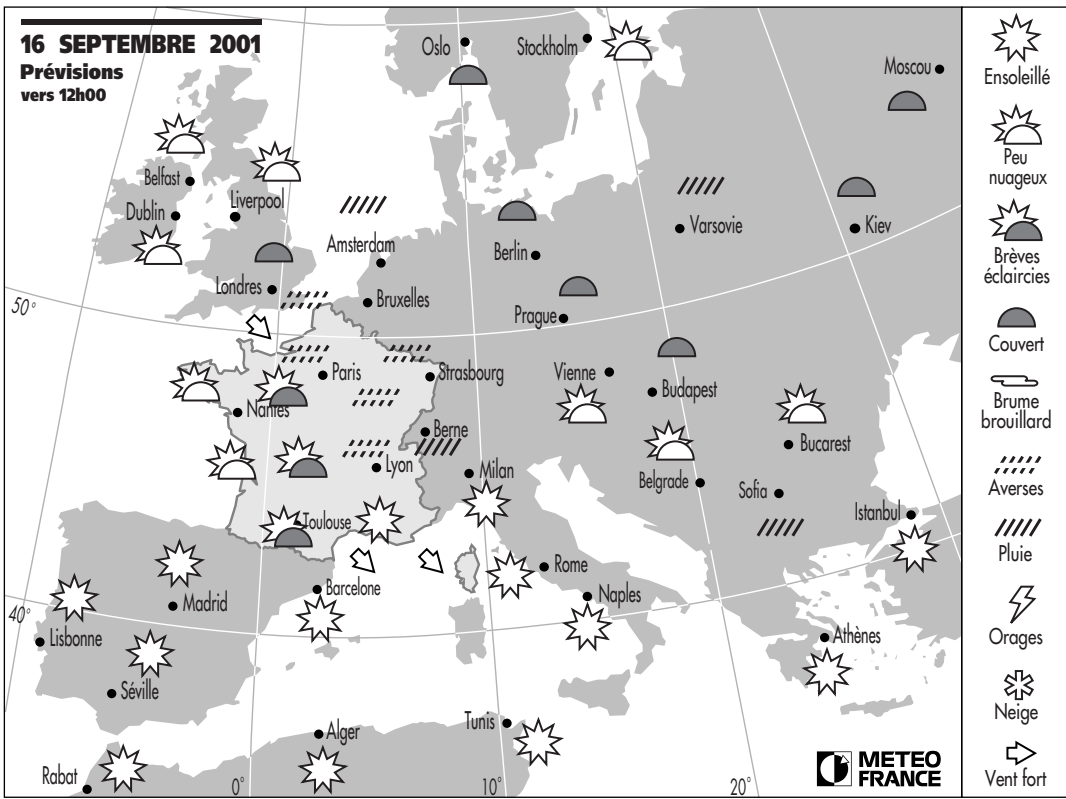 16 SEPTEMBRE 2001
Prévisions
vers 12h00
Oslo
Stockholm
Moscou
Belfast
Dublin
Liverpool
Amsterdam
Berlin
Varsovie
Kiev
Londres
Bruxelles
50°
Prague
Paris
Strasbourg
Vienne
Budapest
Nantes
Berne
Bucarest
Lyon
Milan
Belgrade
Sofia
Toulouse
Istanbul
Rome
Barcelone
Naples
Madrid
40°
Lisbonne
Athènes
Séville
Tunis
Alger
Rabat
0°
10°
20°
METEO
FRANCE
Ensoleillé
Peu
nuageux
Brèves
éclaircies
Couvert
Brume
brouillard
Averses
Pluie
Orages
Neige
Vent fort